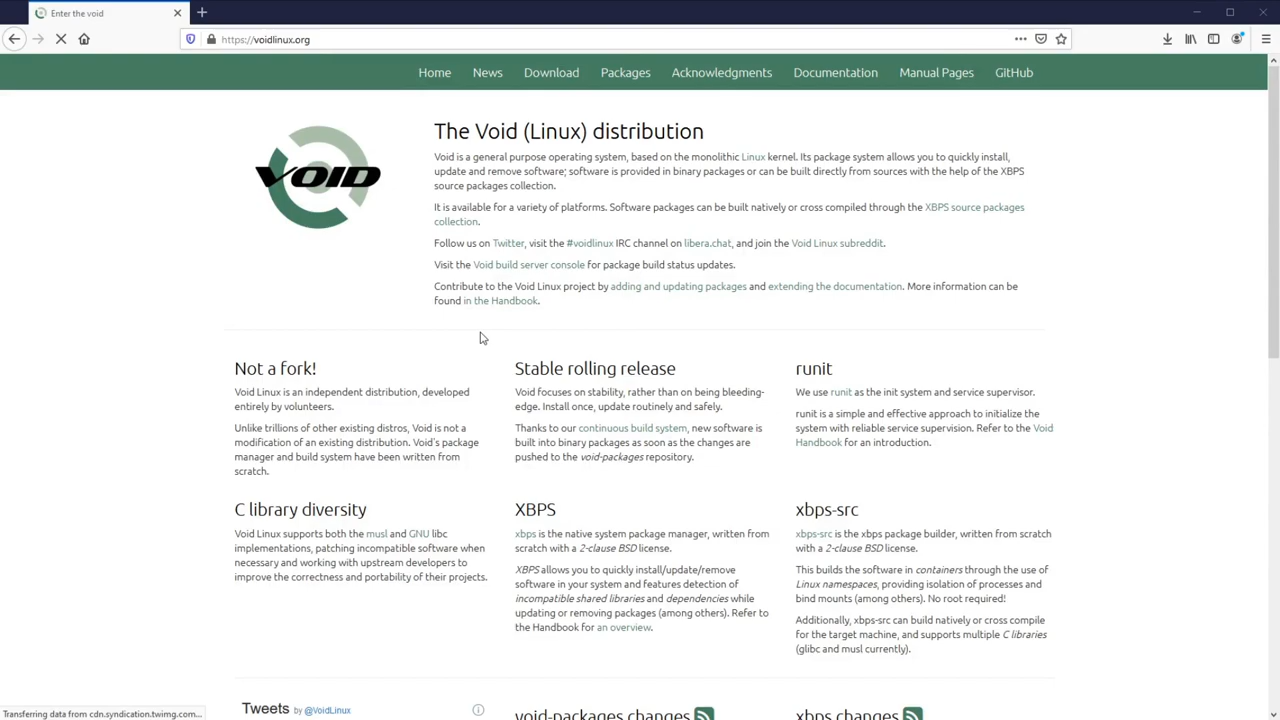 Enter the void
https://voidlinux.org
Home News Download Packages Acknowledgments Documentation Manual Pages GitHub
VOID
The Void (Linux) distribution
Void is a general purpose operating system, based on the monolithic Linux kernel. Its package system allows you to quickly install,
update and remove software; software is provided in binary packages or can be built directly from sources with the help of the XBPS
source packages collection.
It is available for a variety of platforms. Software packages can be built natively or cross compiled through the XBPS source packages
collection.
Follow us on Twitter, visit the #voidlinux IRC channel on libera.chat, and join the Void Linux subreddit.
Visit the Void build server console for package build status updates.
Contribute to the Void Linux project by adding and updating packages and extending the documentation. More information can be
found in the Handbook.
Not a fork!
Void Linux is an independent distribution, developed
entirely by volunteers.
Unlike trillions of other existing distros, Void is not a
modification of an existing distribution. Void's package
manager and build system have been written from
scratch.
Stable rolling release
Void focuses on stability, rather than on being bleeding-
edge. Install once, update routinely and safely.
Thanks to our continuous build system, new software is
built into binary packages as soon as the changes are
pushed to the void-packages repository.
runit
We use runit as the init system and service supervisor.
runit is a simple and effective approach to initialize the
system with reliable service supervision. Refer to the Void
Handbook for an introduction.
C library diversity
Void Linux supports both the musl and GNU libc
implementations, patching incompatible software when
necessary and working with upstream developers to
improve the correctness and portability of their projects.
XBPS
xbps is the native system package manager, written from
scratch with a 2-clause BSD license.
XBPS allows you to quickly install/update/remove
software in your system and features detection of
incompatible shared libraries and dependencies while
updating or removing packages (among others). Refer to
the Handbook for an overview.
xbps-src
xbps-src is the xbps package builder, written from scratch
with a 2-clause BSD license.
This builds the software in containers through the use of
Linux namespaces, providing isolation of processes and
bind mounts (among others). No root required!
Additionally, xbps-src can build natively or cross compile
for the target machine, and supports multiple C libraries
(glibc and musl currently).
Tweets by @VoidLinux
void-packages changes
xbps changes
Transferring data from cdn.syndication.twimg.com...